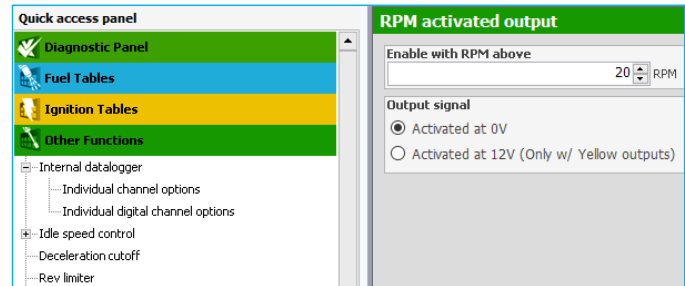 Quick access panel
Diagnostic Panel
Fuel Tables
Ignition Tables
Other Functions
Internal datalogger
Individual channel options
Individual digital channel options
Idle speed control
Deceleration cutoff
Rev limiter
RPM activated output
Enable with RPM above
20 RPM
Output signal
Activated at 0V
Activated at 12V (Only w/ Yellow outputs)